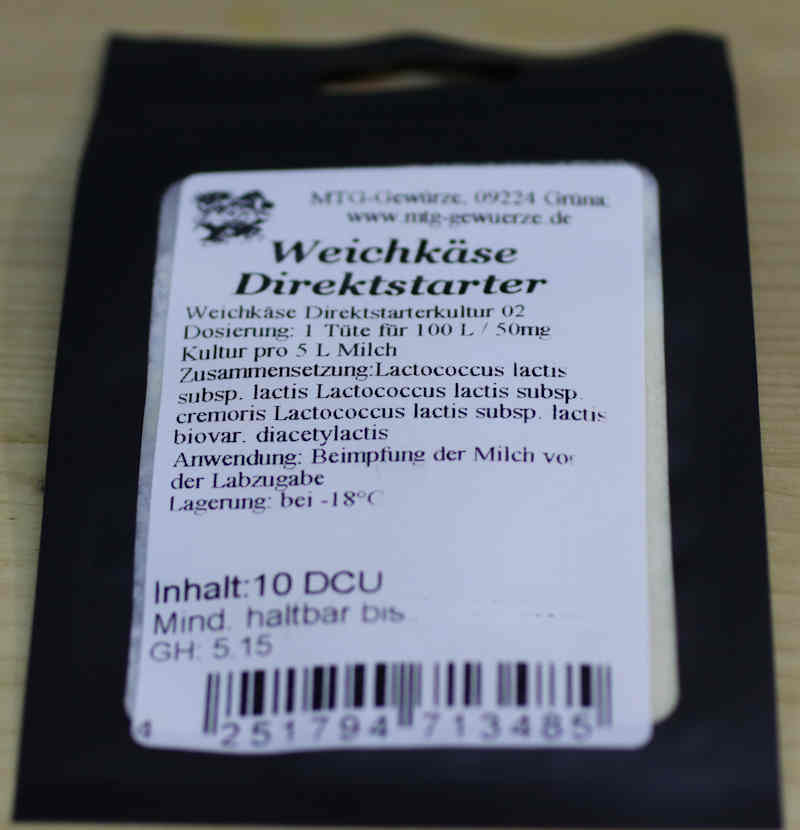 MTG-Gewürze, 09224 Grüna,
www.mtg-gewuerze.de
Weichkäse
Direktstarter
Weichkäse Direktstarterkultur 02
Dosierung: 1 Tüte für 100 L / 50mg
Kultur pro 5 L Milch
Zusammensetzung:Lactococcus lactis
subsp. lactis Lactococcus lactis subsp.
cremoris Lactococcus lactis subsp. lactis
biovar. diacetylactis
Anwendung: Beimpfung der Milch vor
der Labzugabe
Lagerung: bei -18°C
Inhalt:10 DCU
Mind. haltbar bis
GH: 5.15
4 251794 713485